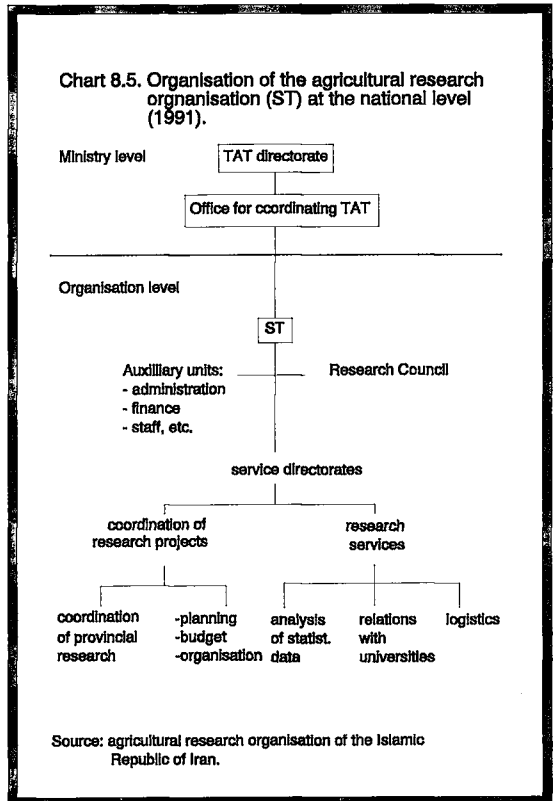 Chart 8.5. Organisation of the agricultural research
orgnanisation (ST) at the national level
(1991).
Ministry level
TAT directorate
Office for ccordinating TAT
Organisation level
ST
Auxilliary units:
- administration
- finance
- staff, etc.
Research Council
service directorates
coordination of
research projects
research
services
coordination
of provincial
research
-planning
-budget
-organisation
analysis
of statist.
data
relations
with
universities
logistics
Source: agricultural research organisation of the Islamic
Republic of Iran.